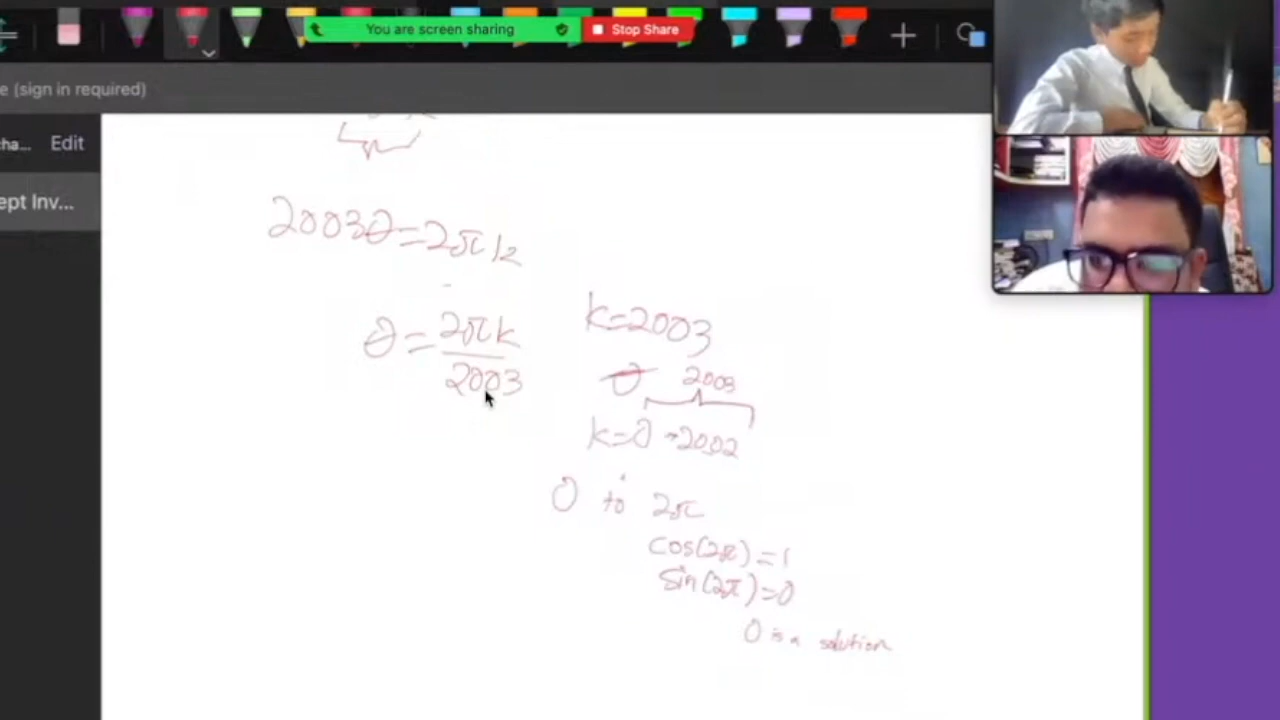 You are screen sharing Stop Share
e (sign in required)
ha... Edit
ept Inv...
2003θ=2πk
θ=2πk/2003
k=2003
θ 2003
k=0→2002
0 to 2π
cos(2π)=1
sin(2π)=0
0 is a solution